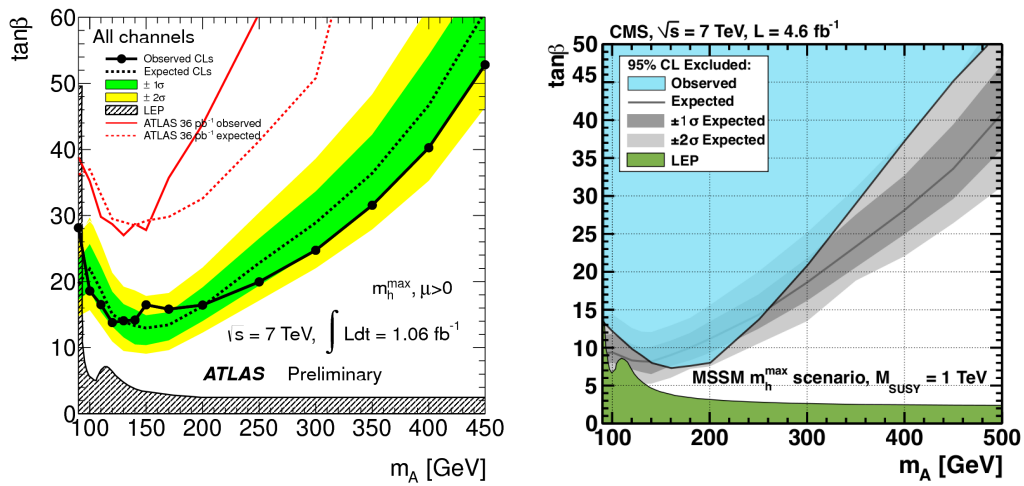 tanβ
60
50
40
30
20
10
0
All channels
Observed CLs
Expected CLs
± 1σ
± 2σ
LEP
ATLAS 36 pb⁻¹ observed
ATLAS 36 pb⁻¹ expected
m_h^max, μ>0
√s = 7 TeV, ∫ Ldt = 1.06 fb⁻¹
ATLAS Preliminary
100 150 200 250 300 350 400 450
m_A [GeV]
CMS, √s = 7 TeV, L = 4.6 fb⁻¹
tanβ
50
45
40
35
30
25
20
15
10
5
0
95% CL Excluded:
Observed
Expected
±1σ Expected
±2σ Expected
LEP
MSSM m_h^max scenario, M_SUSY = 1 TeV
100 200 300 400 500
m_A [GeV]